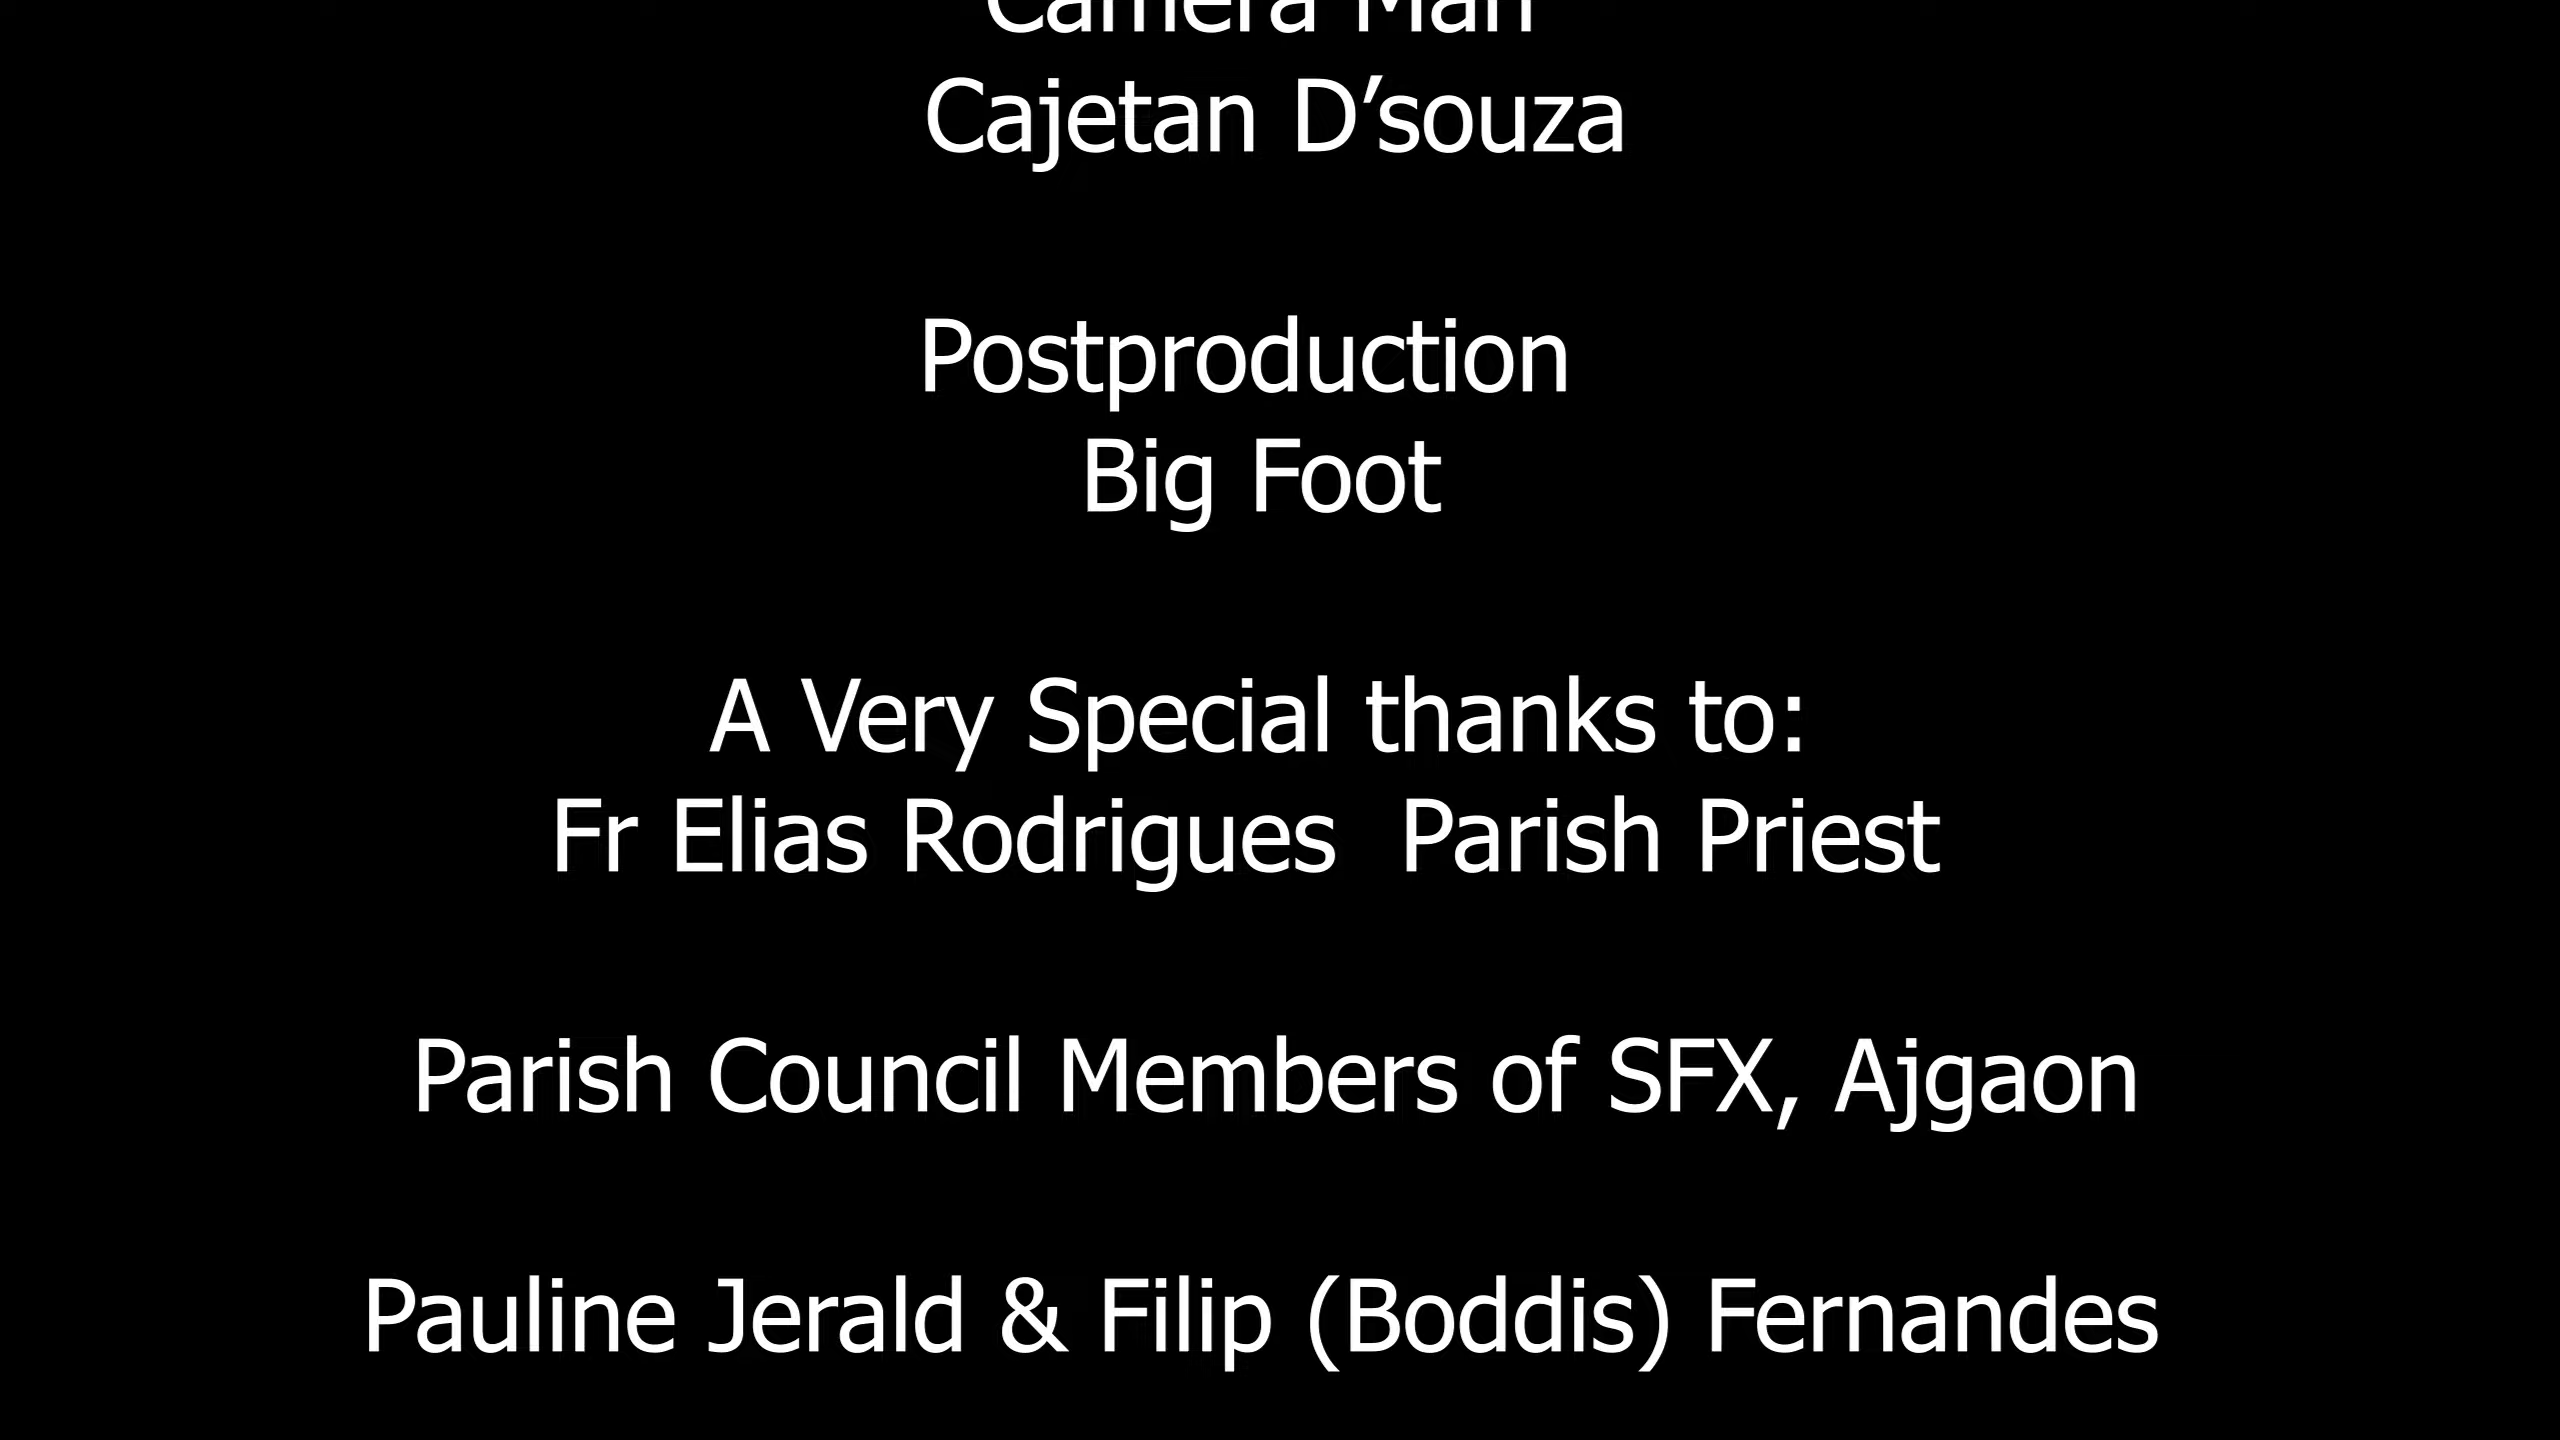 Camera Man
Cajetan D’souza
Postproduction
Big Foot
A Very Special thanks to:
Fr Elias Rodrigues  Parish Priest
Parish Council Members of SFX, Ajgaon
Pauline Jerald & Filip (Boddis) Fernandes